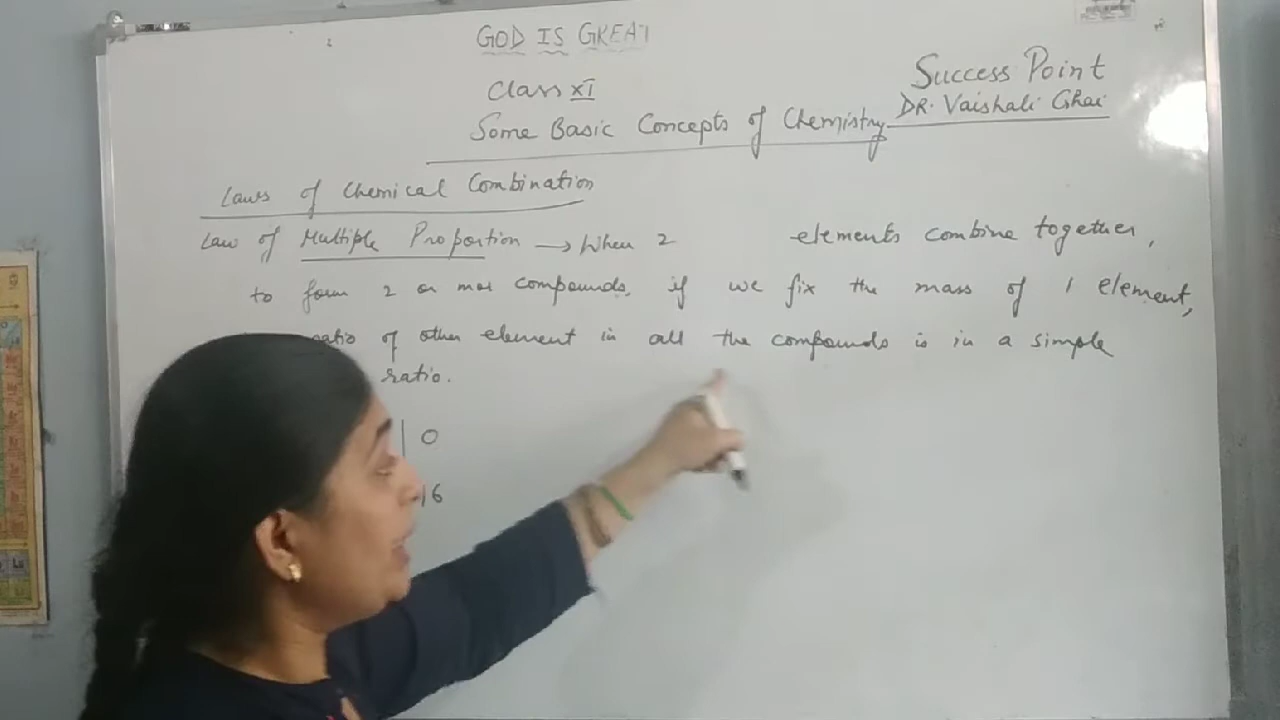 GOD IS GREAT
Class XI
Success Point
DR. Vaishali Ghai
Some Basic Concepts of Chemistry
Laws of Chemical Combination
Law of Multiple Proportion → When 2 elements combine together,
to form 2 or more compounds, if we fix the mass of 1 element,
ratio of other element in all the compounds is in a simple
ratio.
| O
16